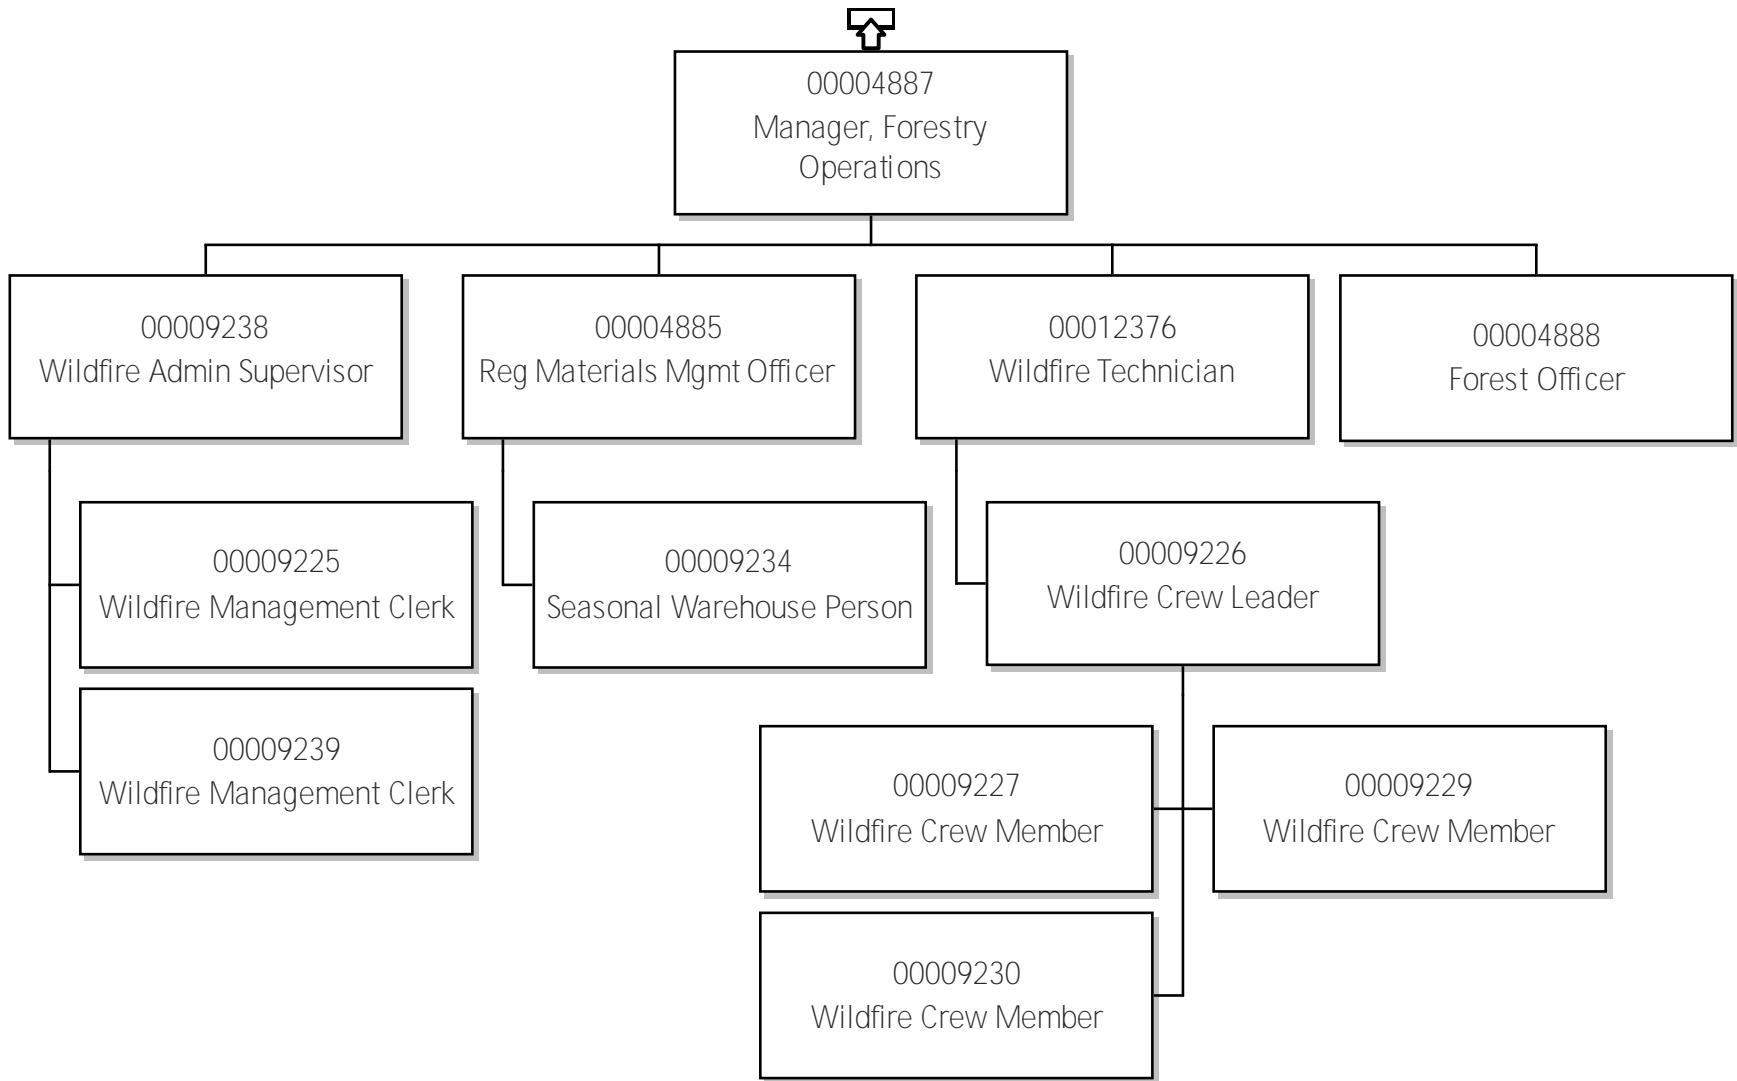 00004887
Manager, Forestry
Operations
00009238
Wildfire Admin Supervisor
00004885
Reg Materials Mgmt Officer
00012376
Wildfire Technician
00004888
Forest Officer
00009225
Wildfire Management Clerk
00009234
Seasonal Warehouse Person
00009226
Wildfire Crew Leader
00009239
Wildfire Management Clerk
00009227
Wildfire Crew Member
00009229
Wildfire Crew Member
00009230
Wildfire Crew Member